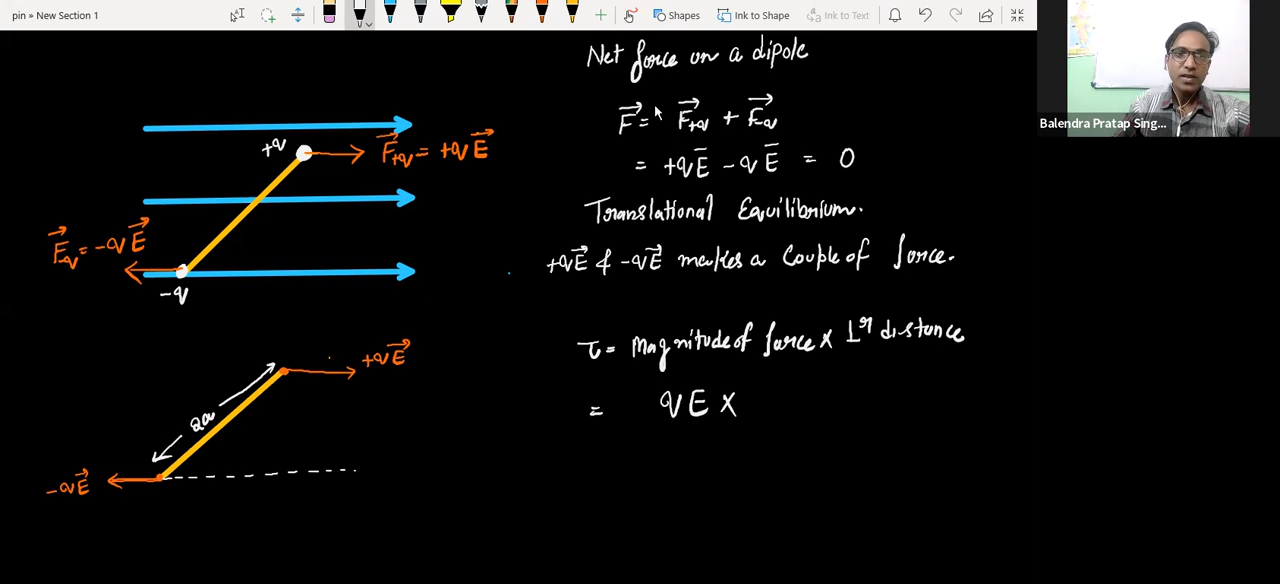 pin » New Section 1
Shapes
Ink to Shape
Ink to Text
Balendra Pratap Sing...
Net force on a dipole
F⃗ = F⃗+q + F⃗-q
= +qE⃗ - qE⃗ = 0
Translational Equilibrium.
+qE⃗ & -qE⃗ makes a Couple of force.
τ = Magnitude of force × ⊥r distance
= qE ×
+q
F⃗+q = +qE⃗
F⃗-q = -qE⃗
-q
+qE⃗
2a
-qE⃗